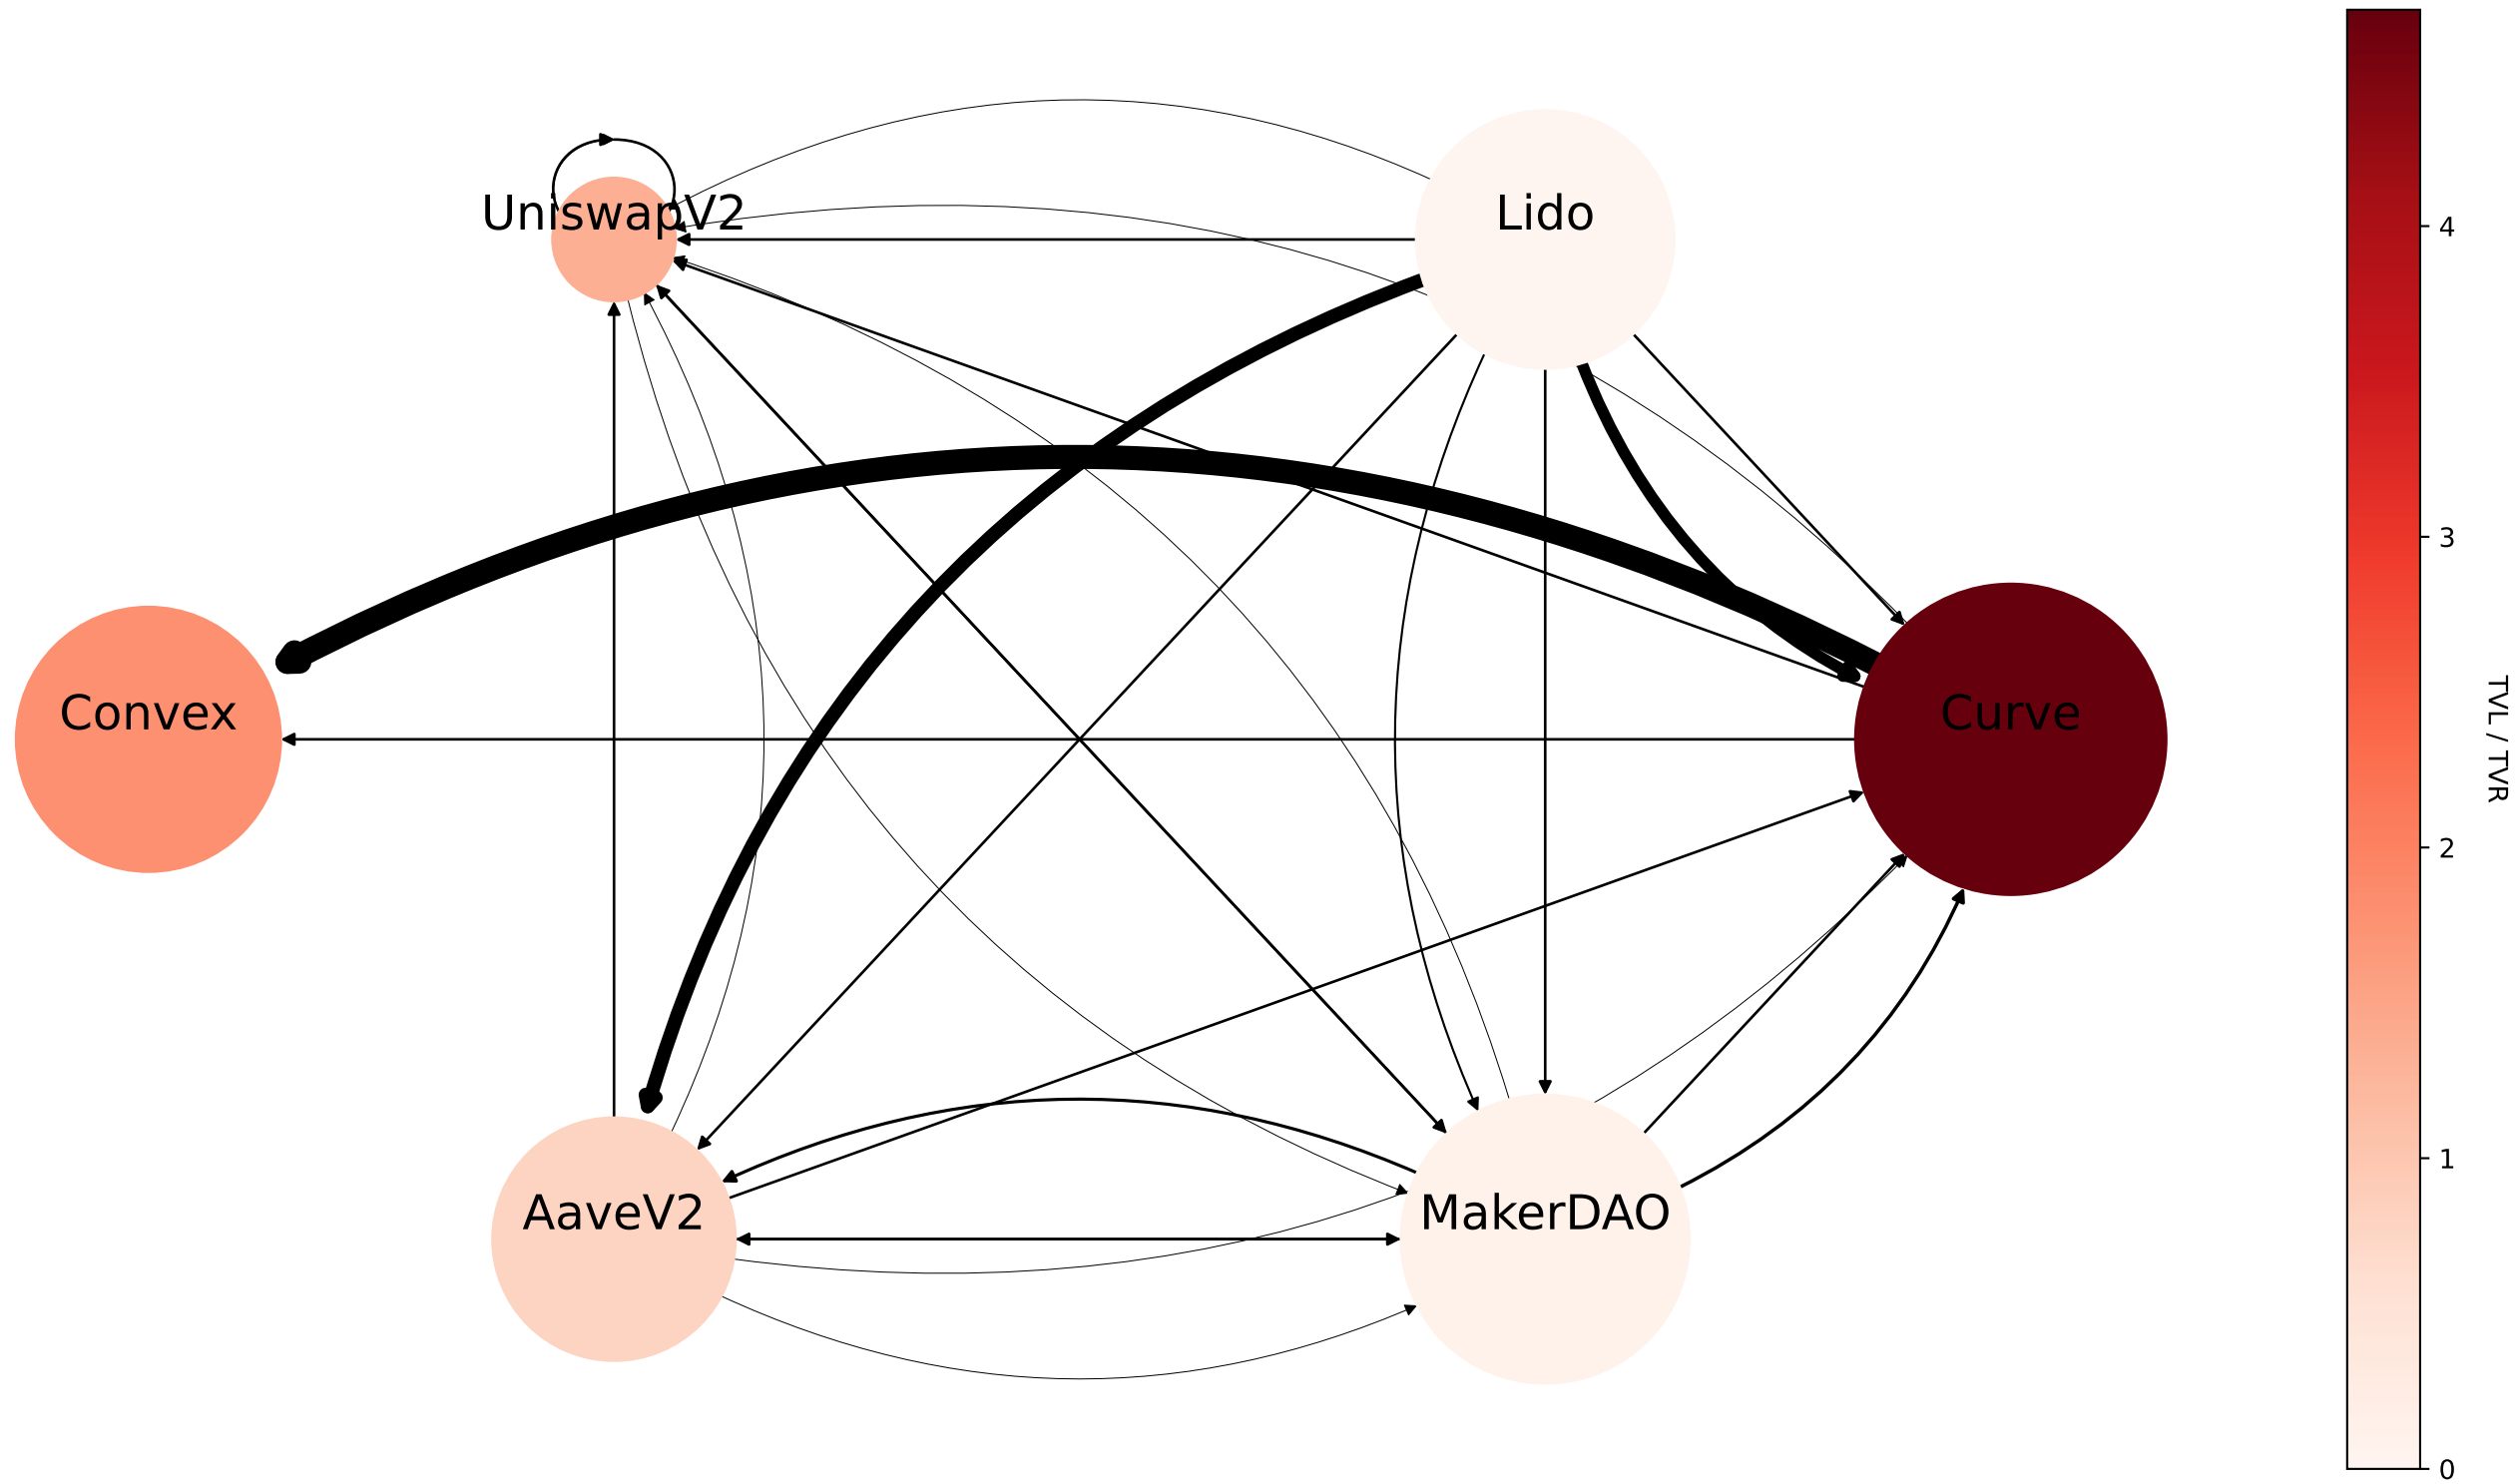 UniswapV2
Lido
Convex
Curve
AaveV2
MakerDAO
4
3
2
1
0
TVL / TVR